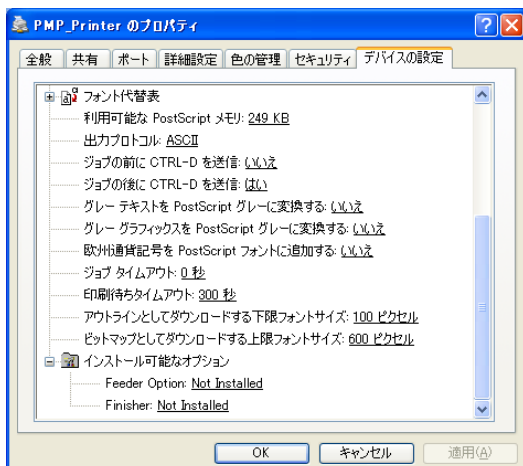 PMP_Printer のプロパティ
全般 共有 ポート 詳細設定 色の管理 セキュリティ デバイスの設定
フォント代替表
利用可能な PostScript メモリ: 249 KB
出力プロトコル: ASCII
ジョブの前に CTRL-D を送信: いいえ
ジョブの後に CTRL-D を送信: はい
グレー テキストを PostScript グレーに変換する: いいえ
グレー グラフィックスを PostScript グレーに変換する: いいえ
欧州通貨記号を PostScript フォントに追加する: いいえ
ジョブ タイムアウト: 0 秒
印刷待ちタイムアウト: 300 秒
アウトラインとしてダウンロードする下限フォントサイズ: 100 ピクセル
ビットマップとしてダウンロードする上限フォントサイズ: 600 ピクセル
インストール可能なオプション
Feeder Option: Not Installed
Finisher: Not Installed
OK キャンセル 適用(A)